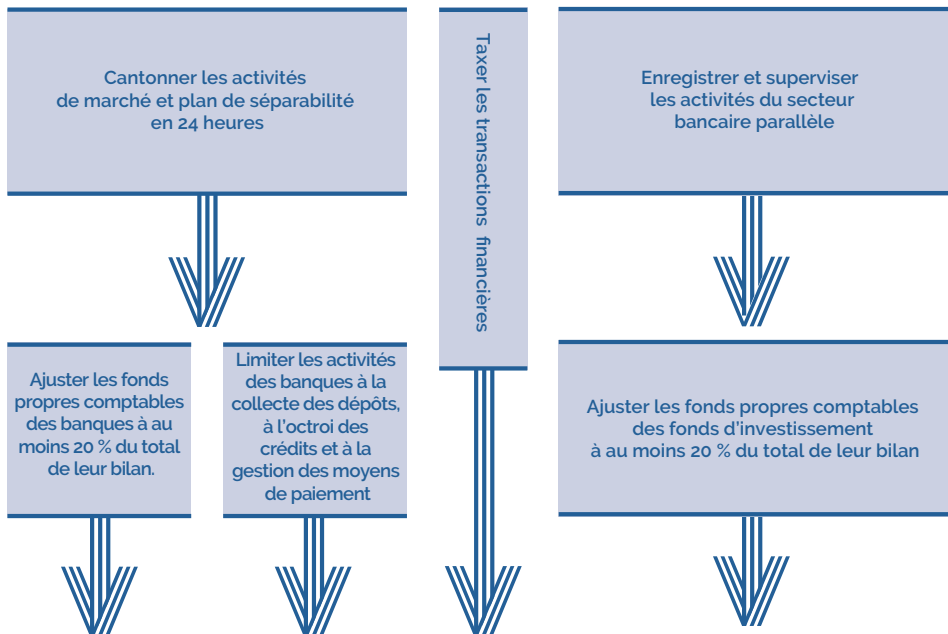 Cantonner les activités
de marché et plan de séparabilité
en 24 heures
Taxer les transactions financières
Enregistrer et superviser
les activités du secteur
bancaire parallèle
Ajuster les fonds
propres comptables
des banques à au
moins 20 % du total
de leur bilan.
Limiter les activités
des banques à la
collecte des dépôts,
à l'octroi des
crédits et à la
gestion des moyens
de paiement
Ajuster les fonds propres comptables
des fonds d'investissement
à au moins 20 % du total de leur bilan